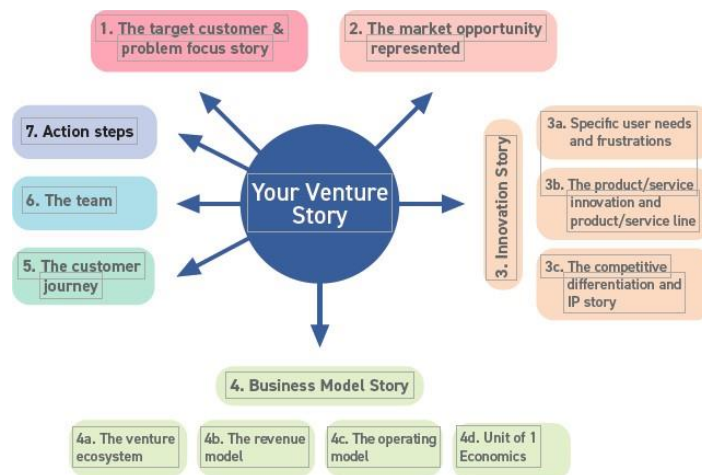 1. The target customer &
problem focus story
2. The market opportunity
represented
7. Action steps
6. The team
5. The customer
journey
Your Venture
Story
3. Innovation Story
3a. Specific user needs
and frustrations
3b. The product/service
innovation and
product/service line
3c. The competitive
differentiation and
IP story
4. Business Model Story
4a. The venture
ecosystem
4b. The revenue
model
4c. The operating
model
4d. Unit of 1
Economics